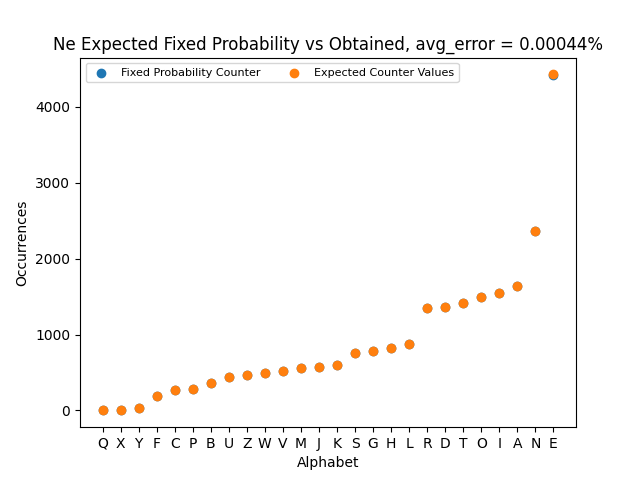 Ne Expected Fixed Probability vs Obtained, avg_error = 0.00044%
Fixed Probability Counter Expected Counter Values
4000
3000
2000
1000
0
Occurrences
Q X Y F C P B U Z W V M J K S G H L R D T O I A N E
Alphabet